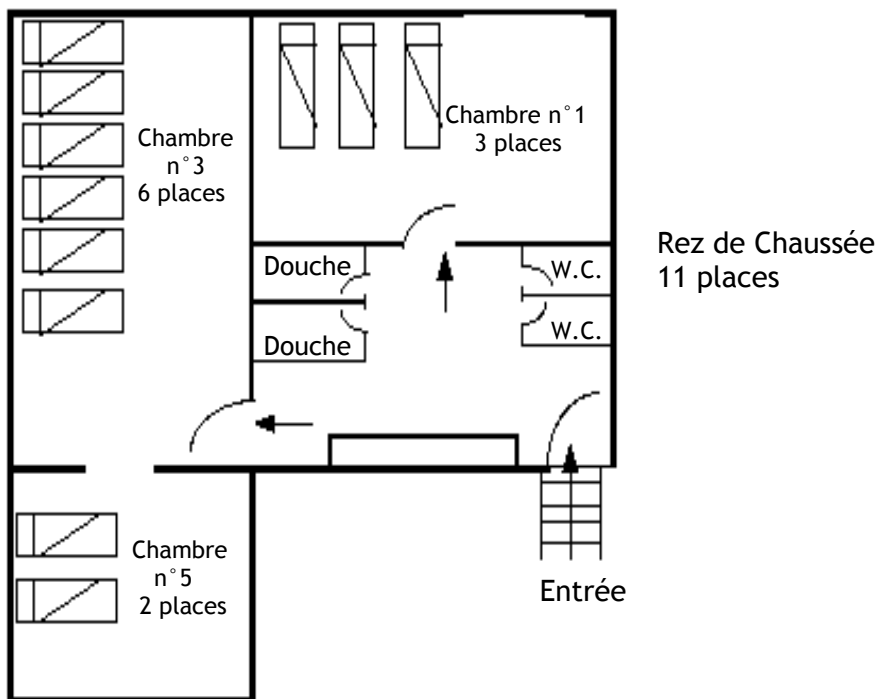 Chambre
n°3
6 places
Chambre n°1
3 places
Rez de Chaussée
11 places
Douche
W.C.
Douche
W.C.
Chambre
n°5
2 places
Entrée